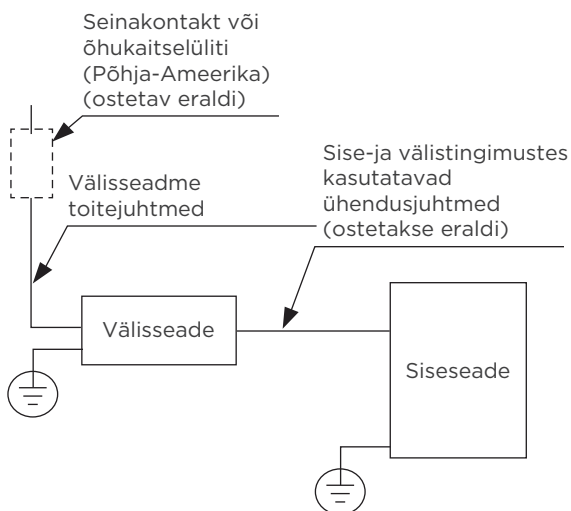 Seinakontakt või
õhukaitselüliti
(Põhja-Ameerika)
(ostetav eraldi)
Sise-ja välistingimustes
kasutatavad
ühendusjuhtmed
(ostetakse eraldi)
Välisseadme
toitejuhtmed
Välisseade
Siseseade